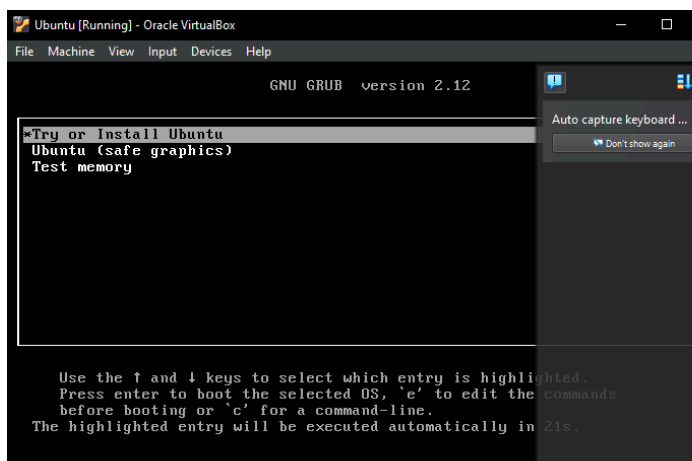 Ubuntu [Running] - Oracle VirtualBox
File Machine View Input Devices Help
GNU GRUB version 2.12
Auto capture keyboard ...
Don't show again
*Try or Install Ubuntu
Ubuntu (safe graphics)
Test memory
Use the ↑ and ↓ keys to select which entry is highlighted.
Press enter to boot the selected OS, `e' to edit the commands
before booting or `c' for a command-line.
The highlighted entry will be executed automatically in 21s.